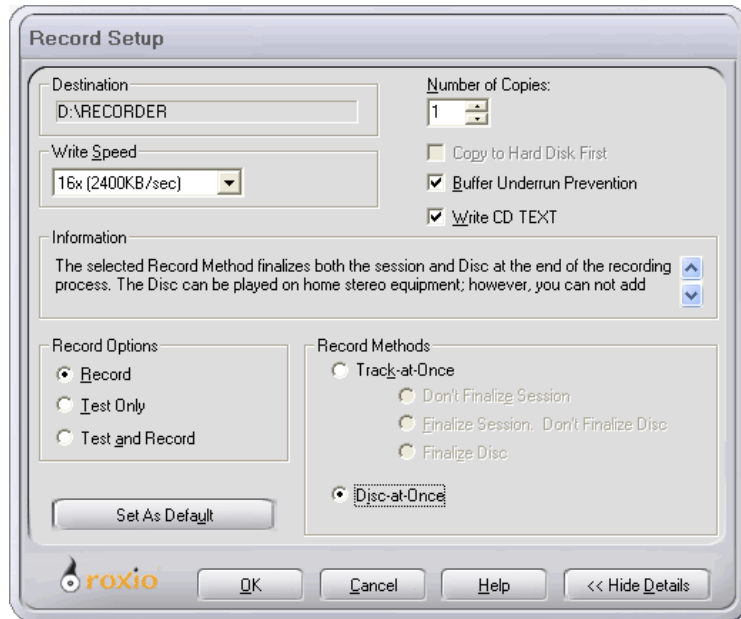 Record Setup
Destination
D:\RECORDER
Number of Copies:
1
Write Speed
16x (2400KB/sec)
Copy to Hard Disk First
Buffer Underrun Prevention
Write CD TEXT
Information
The selected Record Method finalizes both the session and Disc at the end of the recording
process. The Disc can be played on home stereo equipment; however, you can not add
Record Options
Record
Test Only
Test and Record
Record Methods
Track-at-Once
Don't Finalize Session
Finalize Session. Don't Finalize Disc
Finalize Disc
Disc-at-Once
Set As Default
roxio
OK
Cancel
Help
<< Hide Details